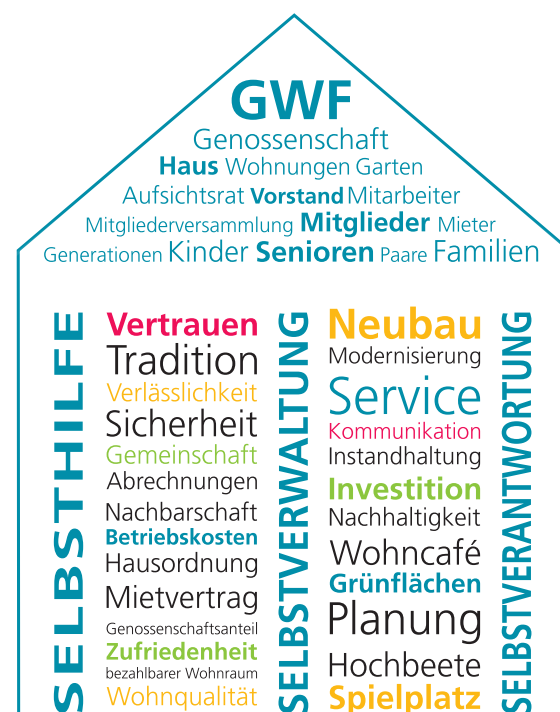 GWF
Genossenschaft
Haus Wohnungen Garten
Aufsichtsrat Vorstand Mitarbeiter
Mitgliederversammlung Mitglieder Mieter
Generationen Kinder Senioren Paare Familien
SELBSTHILFE
Vertrauen
Tradition
Verlässlichkeit
Sicherheit
Gemeinschaft
Abrechnungen
Nachbarschaft
Betriebskosten
Hausordnung
Mietvertrag
Genossenschaftsanteil
Zufriedenheit
bezahlbarer Wohnraum
Wohnqualität
SELBSTVERWALTUNG
Neubau
Modernisierung
Service
Kommunikation
Instandhaltung
Investition
Nachhaltigkeit
Wohncafé
Grünflächen
Planung
Hochbeete
Spielplatz
SELBSTVERANTWORTUNG